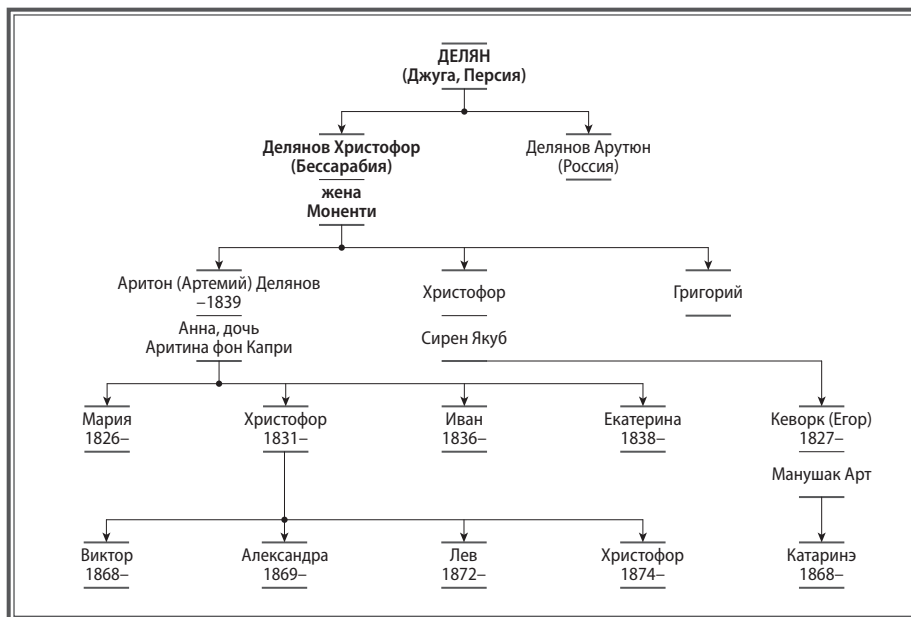 ДЕЛЯН
(Джуга, Персия)
Делянов Христофор
(Бессарабия)
жена
Моненти
Делянов Арутюн
(Россия)
Аритон (Артемий) Делянов
–1839
Анна, дочь
Аритина фон Капри
Христофор
Сирен Якуб
Григорий
Мария
1826–
Христофор
1831–
Иван
1836–
Екатерина
1838–
Кеворк (Егор)
1827–
Манушак Арт
Виктор
1868–
Александра
1869–
Лев
1872–
Христофор
1874–
Катаринэ
1868–